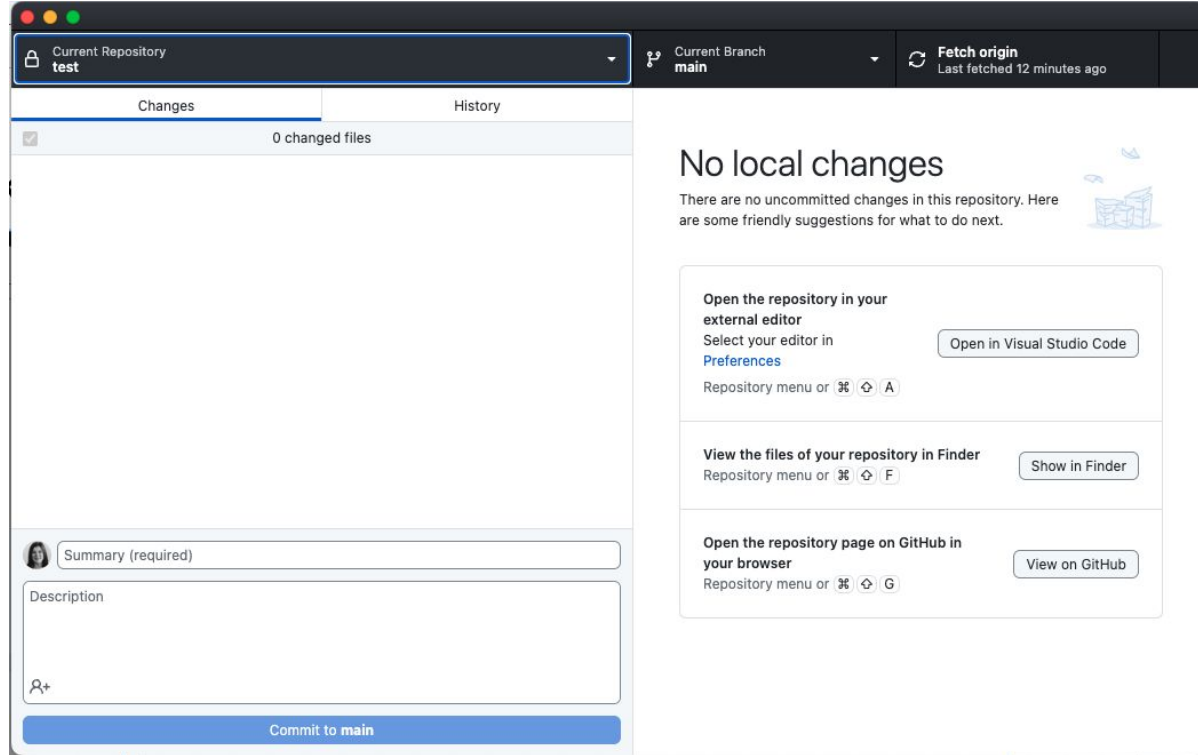 Current Repository
test
Current Branch
main
Fetch origin
Last fetched 12 minutes ago
Changes
History
0 changed files
No local changes
There are no uncommitted changes in this repository. Here
are some friendly suggestions for what to do next.
Open the repository in your
external editor
Select your editor in
Preferences
Repository menu or ⌘ ⇧ A
Open in Visual Studio Code
View the files of your repository in Finder
Repository menu or ⌘ ⇧ F
Show in Finder
Open the repository page on GitHub in
your browser
Repository menu or ⌘ ⇧ G
View on GitHub
Summary (required)
Description
Commit to main